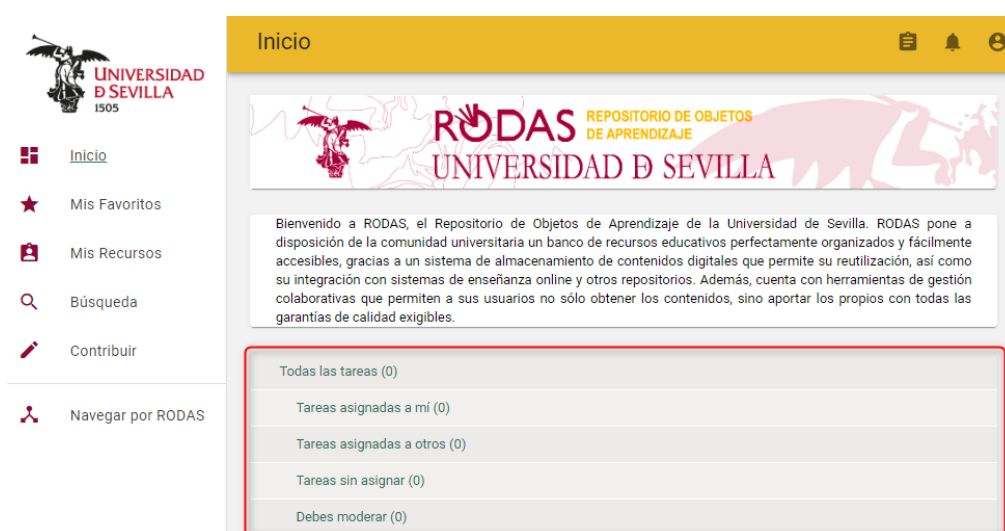 UNIVERSIDAD
Đ SEVILLA
1505
Inicio
Mis Favoritos
Mis Recursos
Búsqueda
Contribuir
Navegar por RODAS
Inicio
RODAS REPOSITORIO DE OBJETOS
DE APRENDIZAJE
UNIVERSIDAD Đ SEVILLA
Bienvenido a RODAS, el Repositorio de Objetos de Aprendizaje de la Universidad de Sevilla. RODAS pone a
disposición de la comunidad universitaria un banco de recursos educativos perfectamente organizados y fácilmente
accesibles, gracias a un sistema de almacenamiento de contenidos digitales que permite su reutilización, así como
su integración con sistemas de enseñanza online y otros repositorios. Además, cuenta con herramientas de gestión
colaborativas que permiten a sus usuarios no sólo obtener los contenidos, sino aportar los propios con todas las
garantías de calidad exigibles.
Todas las tareas (0)
Tareas asignadas a mí (0)
Tareas asignadas a otros (0)
Tareas sin asignar (0)
Debes moderar (0)